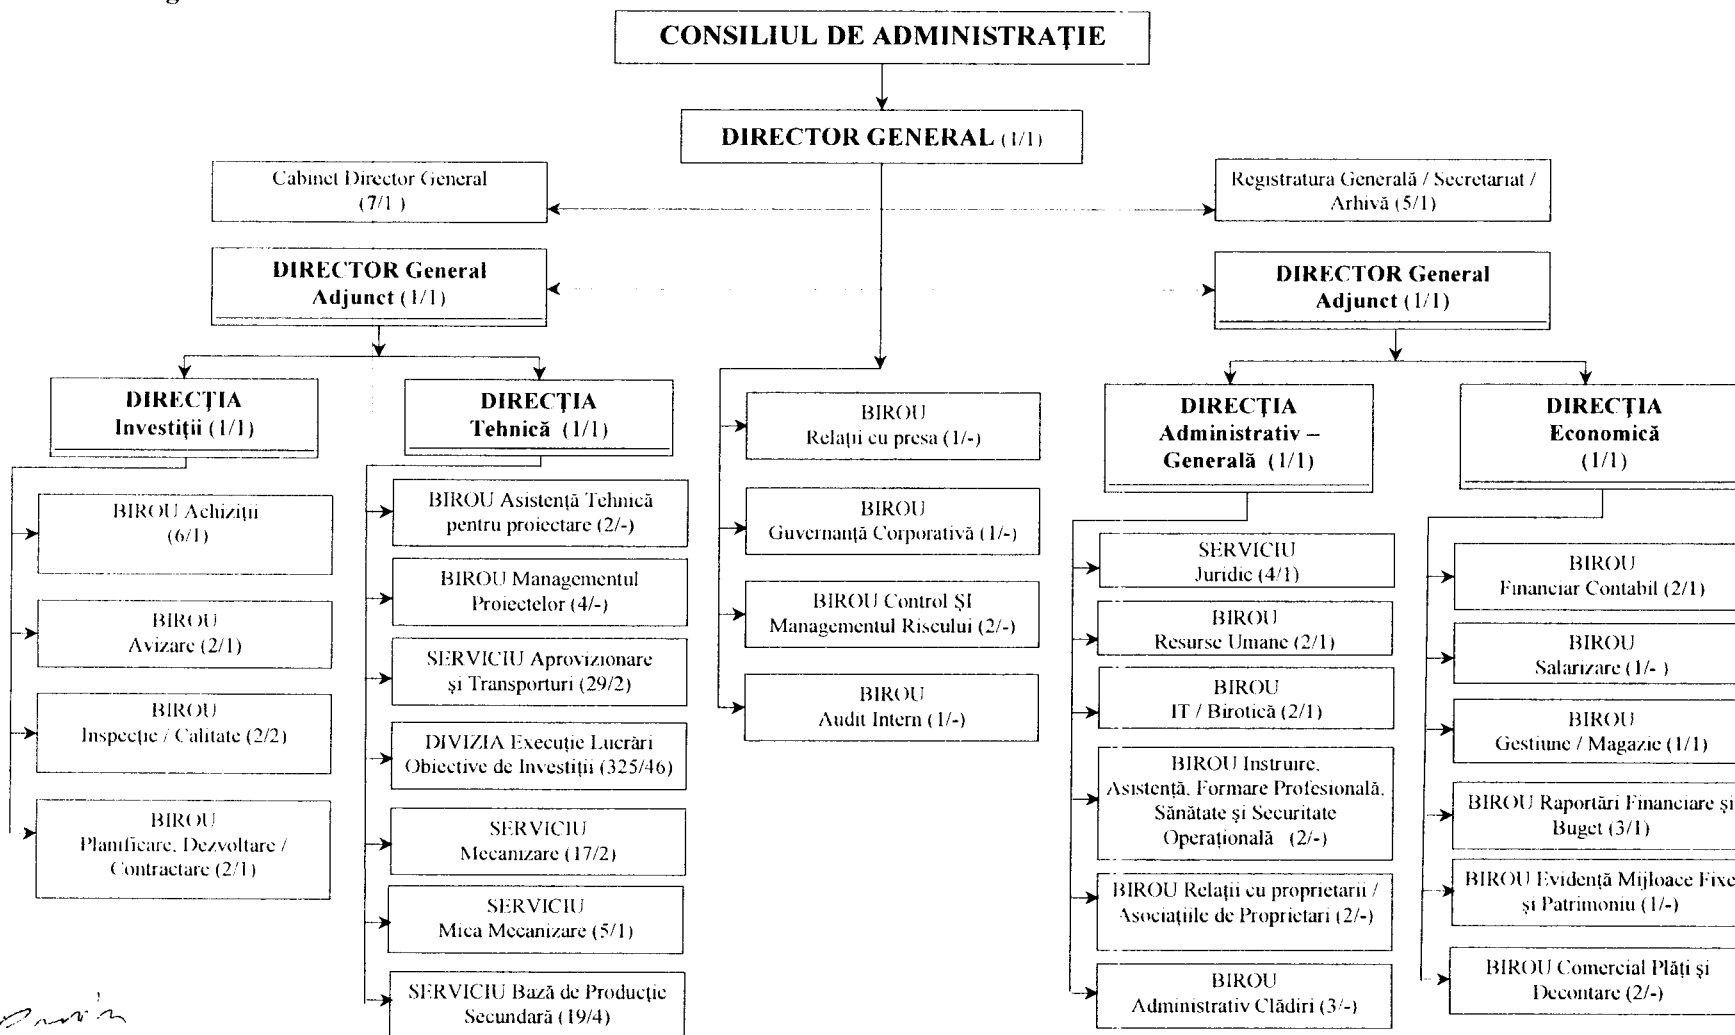 CONSILIUL DE ADMINISTRAȚIE
DIRECTOR GENERAL (1/1)
Cabinet Director General
(7/1 )
Registratura Generală / Secretariat /
Arhivă (5/1)
DIRECTOR General
Adjunct (1/1)
DIRECTOR General
Adjunct (1/1)
DIRECȚIA
Investiții (1/1)
BIROU Achiziții
(6/1)
BIROU
Avizare (2/1)
BIROU
Inspecție / Calitate (2/2)
BIROU
Planificare, Dezvoltare /
Contractare (2/1)
DIRECȚIA
Tehnică (1/1)
BIROU Asistență Tehnică
pentru proiectare (2/-)
BIROU Managementul
Proiectelor (4/-)
SERVICIU Aprovizionare
și Transporturi (29/2)
DIVIZIA Execuție Lucrări
Obiective de Investiții (325/46)
SERVICIU
Mecanizare (17/2)
SERVICIU
Mica Mecanizare (5/1)
SERVICIU Bază de Producție
Secundară (19/4)
BIROU
Relații cu presa (1/-)
BIROU
Guvernanță Corporativă (1/-)
BIROU Control ȘI
Managementul Riscului (2/-)
BIROU
Audit Intern (1/-)
DIRECȚIA
Administrativ –
Generală (1/1)
SERVICIU
Juridic (4/1)
BIROU
Resurse Umane (2/1)
BIROU
IT / Birotică (2/1)
BIROU Instruire,
Asistență, Formare Profesională,
Sănătate și Securitate
Operațională (2/-)
BIROU Relații cu proprietarii /
Asociațiile de Proprietari (2/-)
BIROU
Administrativ Clădiri (3/-)
DIRECȚIA
Economică
(1/1)
BIROU
Financiar Contabil (2/1)
BIROU
Salarizare (1/- )
BIROU
Gestiune / Magazie (1/1)
BIROU Raportări Financiare și
Buget (3/1)
BIROU Evidență Mijloace Fixe
și Patrimoniu (1/-)
BIROU Comercial Plăți și
Decontare (2/-)